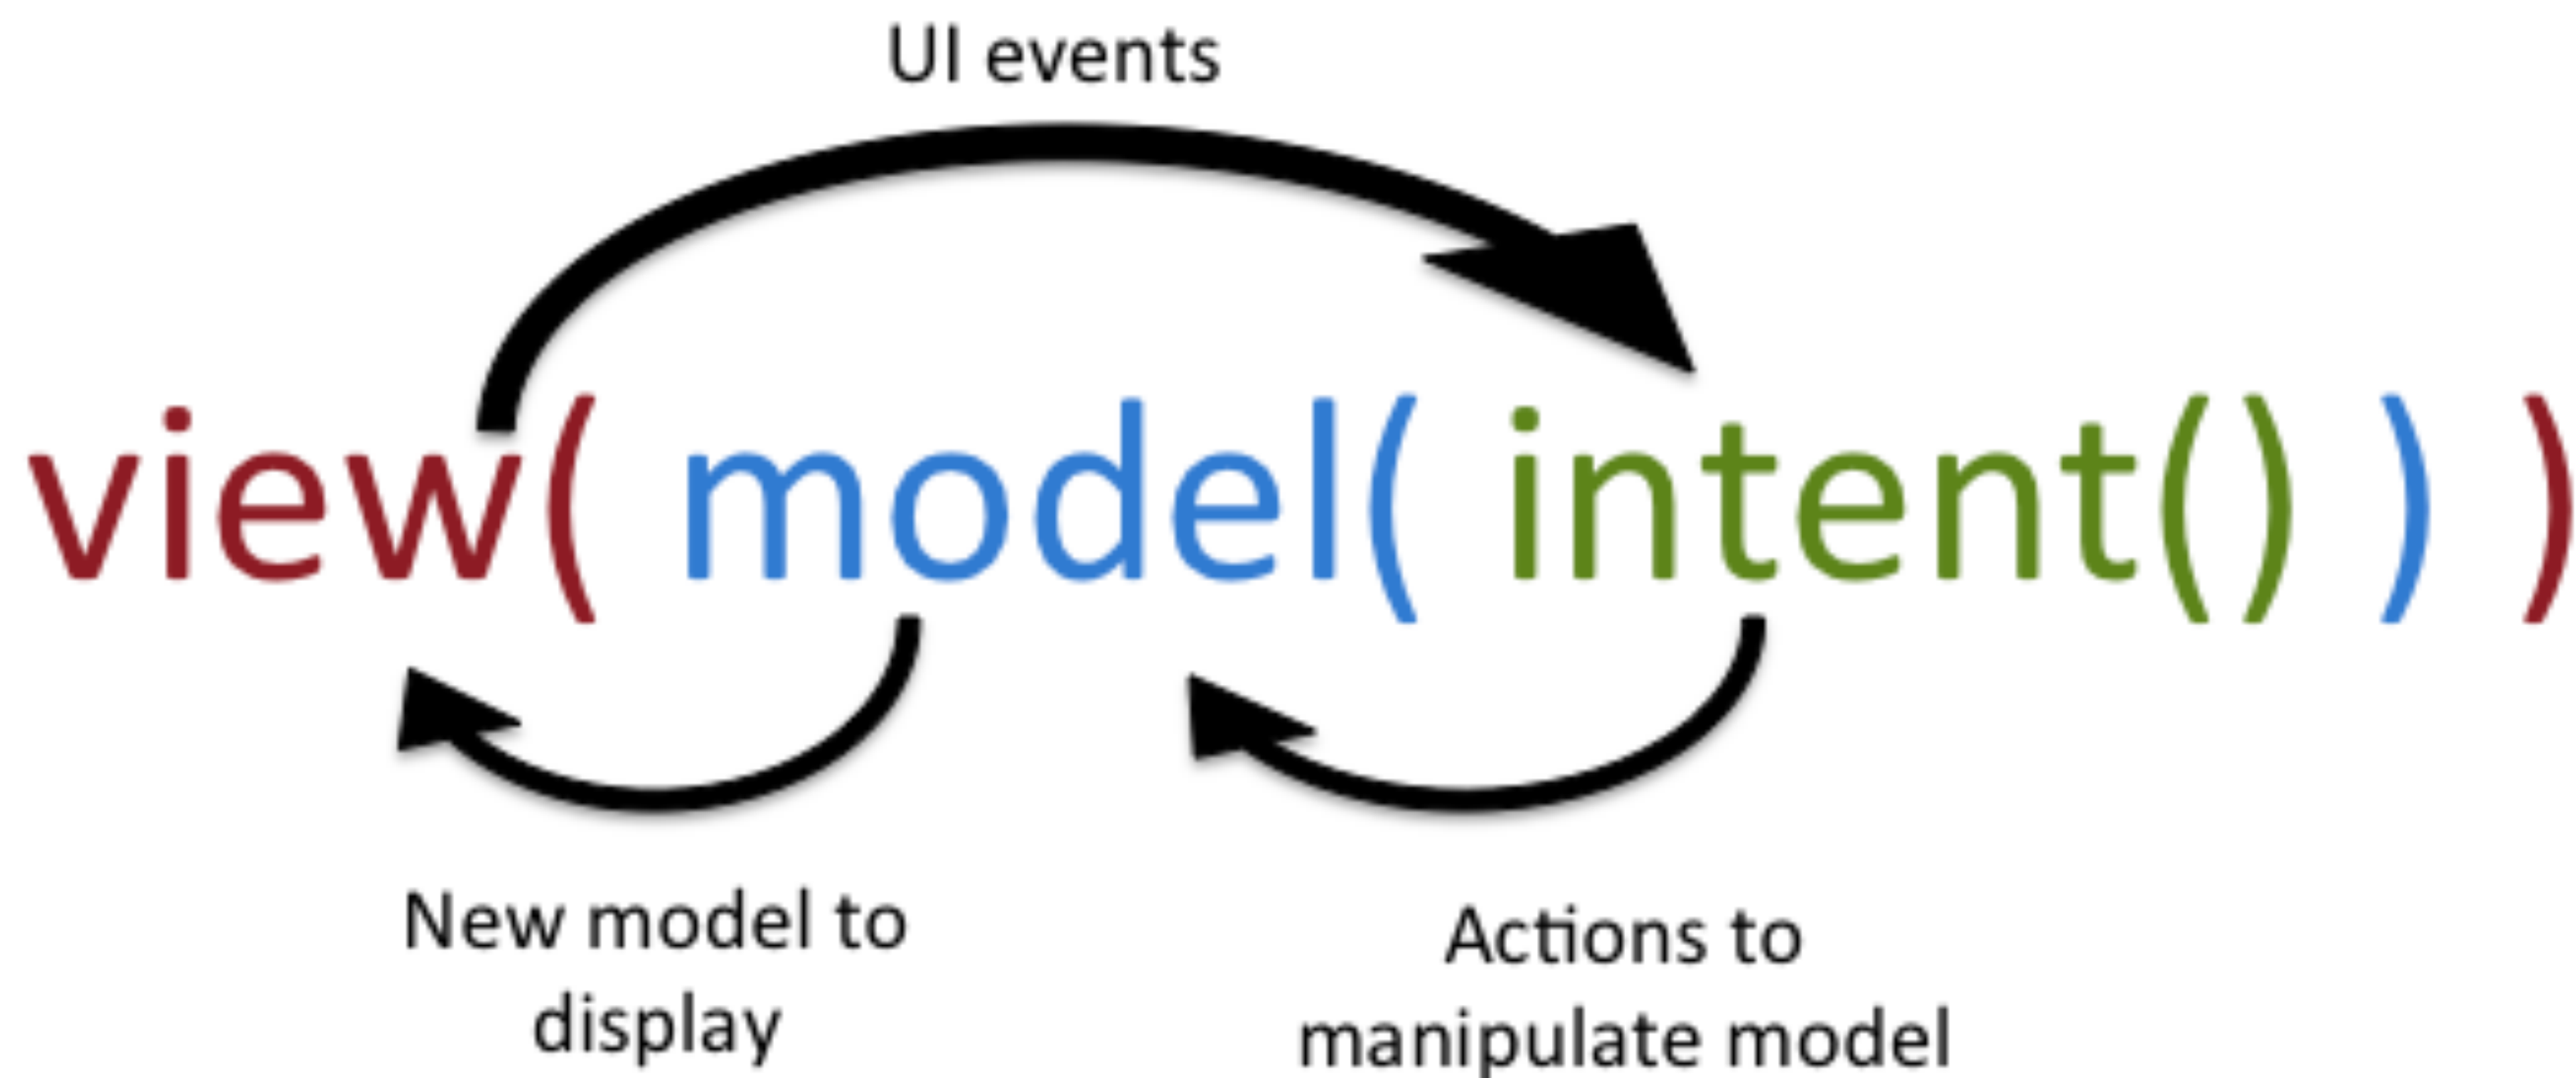 UI events
view( model( intent() ) )
New model to
display
Actions to
manipulate model